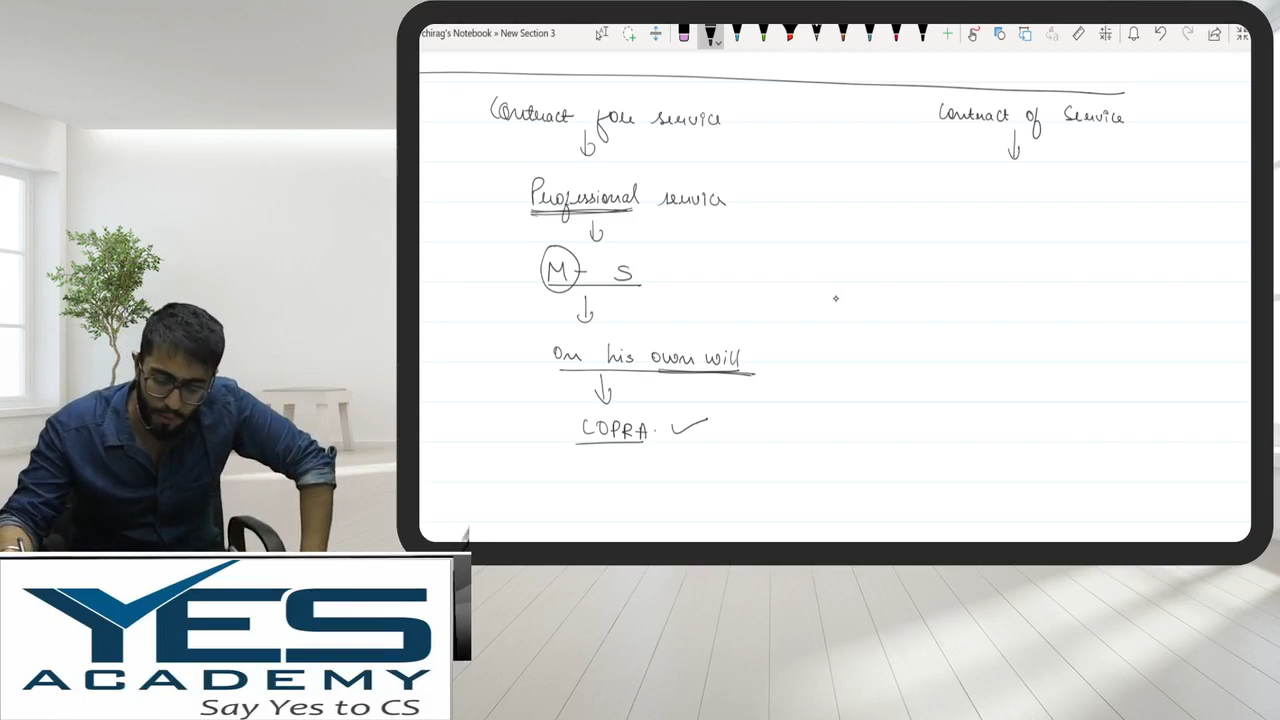 chirag's Notebook » New Section 3
Contract for service
Contract of Service
Professional service
M - S
On his own will
COPRA.
YES
ACADEMY
Say Yes to CS